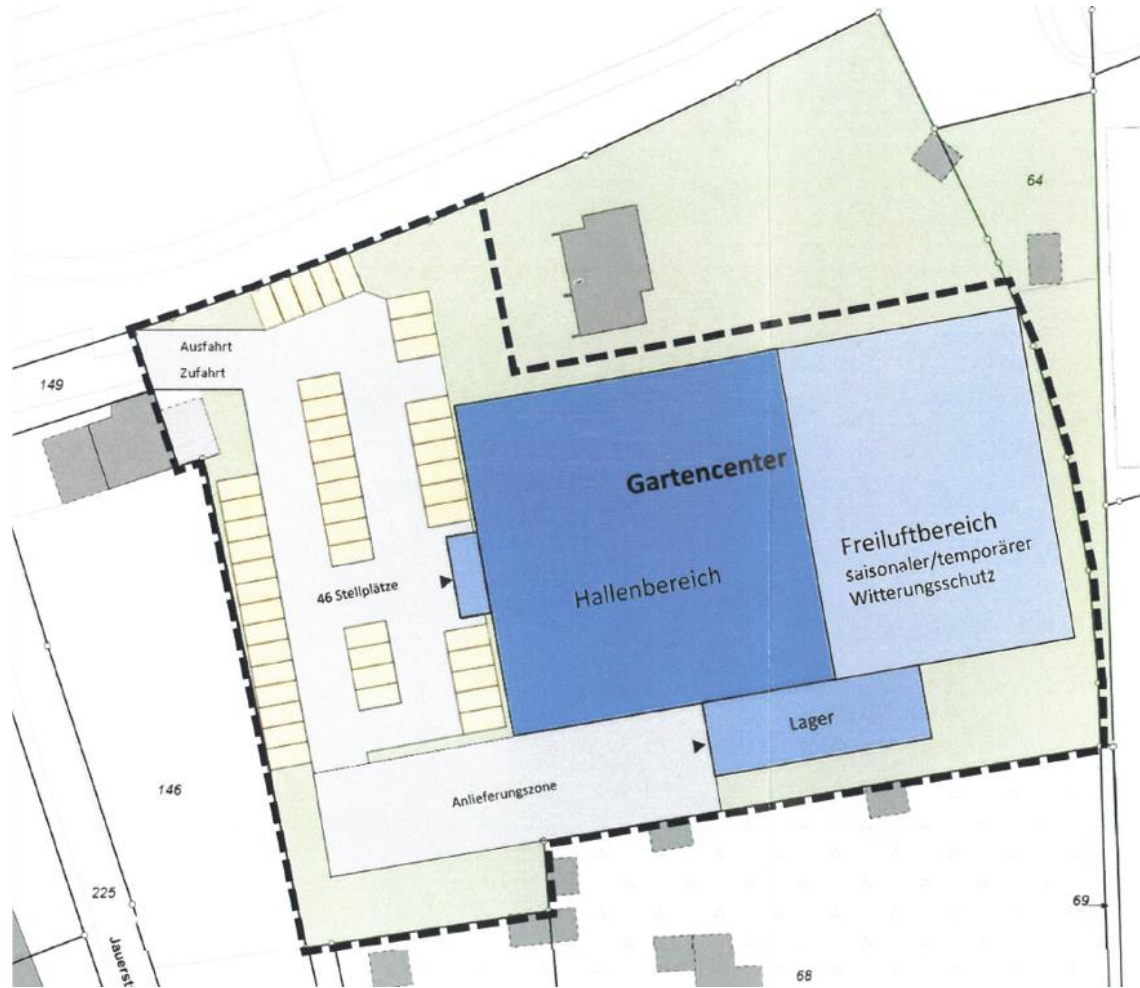 64
Ausfahrt
Zufahrt
149
Gartencenter
Freiluftbereich
saisonaler/temporärer
Witterungsschutz
Hallenbereich
46 Stellplätze
Lager
Anlieferungszone
146
225
69
68